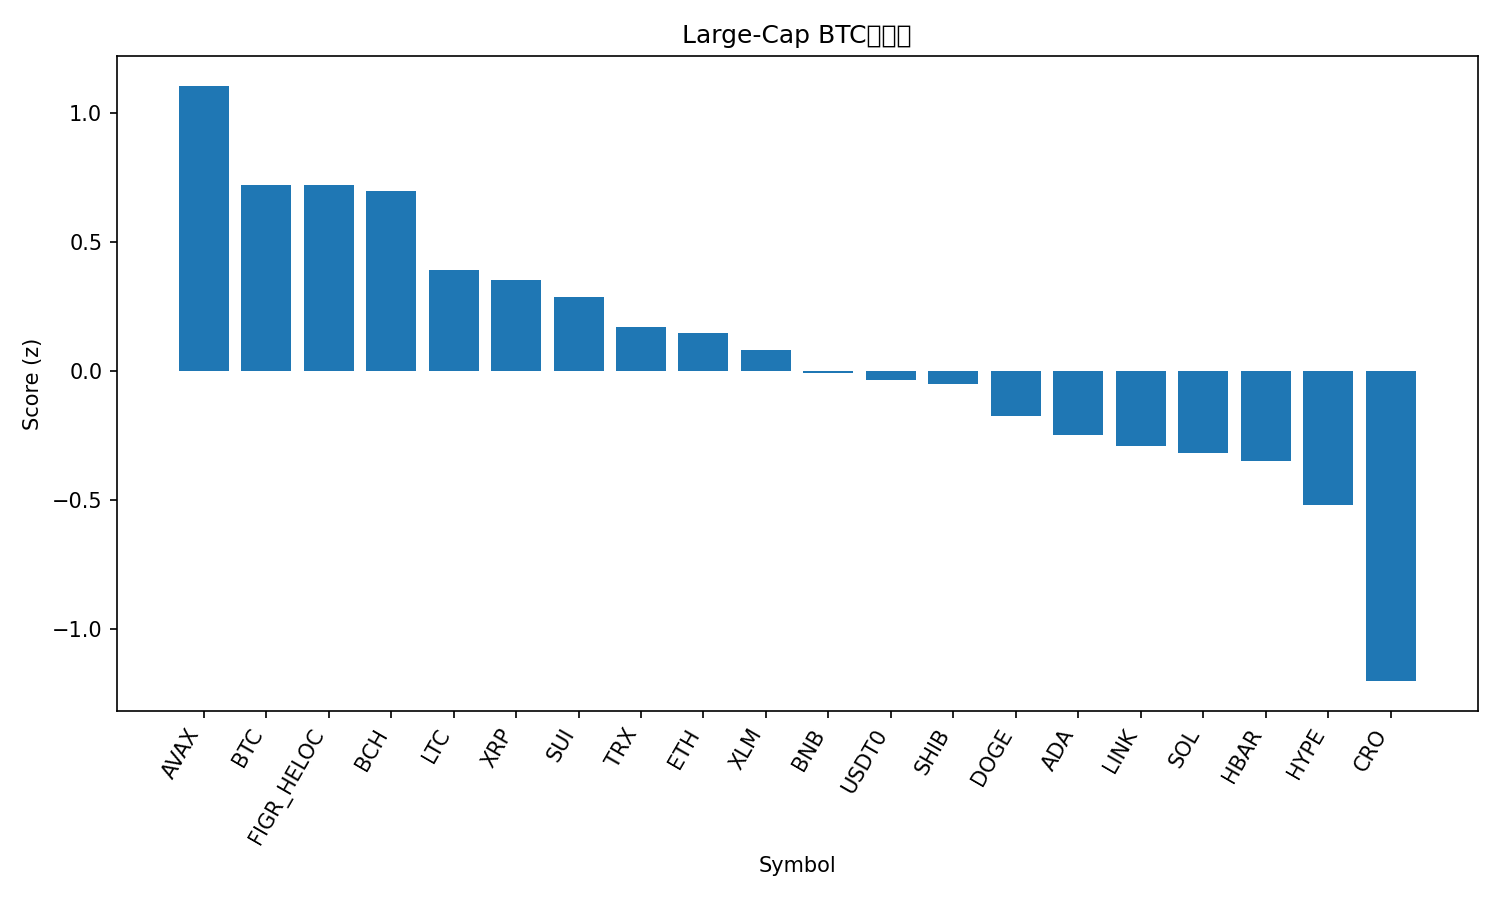 Large-Cap BTC
1.0
0.5
0.0
−0.5
−1.0
Score (z)
AVAX
BTC
FIGR_HELOC
BCH
LTC
XRP
SUI
TRX
ETH
XLM
BNB
USDT0
SHIB
DOGE
ADA
LINK
SOL
HBAR
HYPE
CRO
Symbol